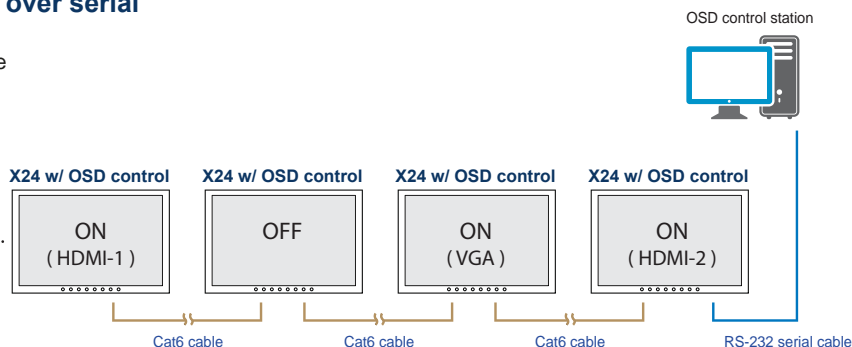 over serial
e
OSD control station
X24 w/ OSD control X24 w/ OSD control X24 w/ OSD control X24 w/ OSD control
.
ON
( HDMI-1 )
OFF
ON
( VGA )
ON
( HDMI-2 )
Cat6 cable Cat6 cable Cat6 cable RS-232 serial cable